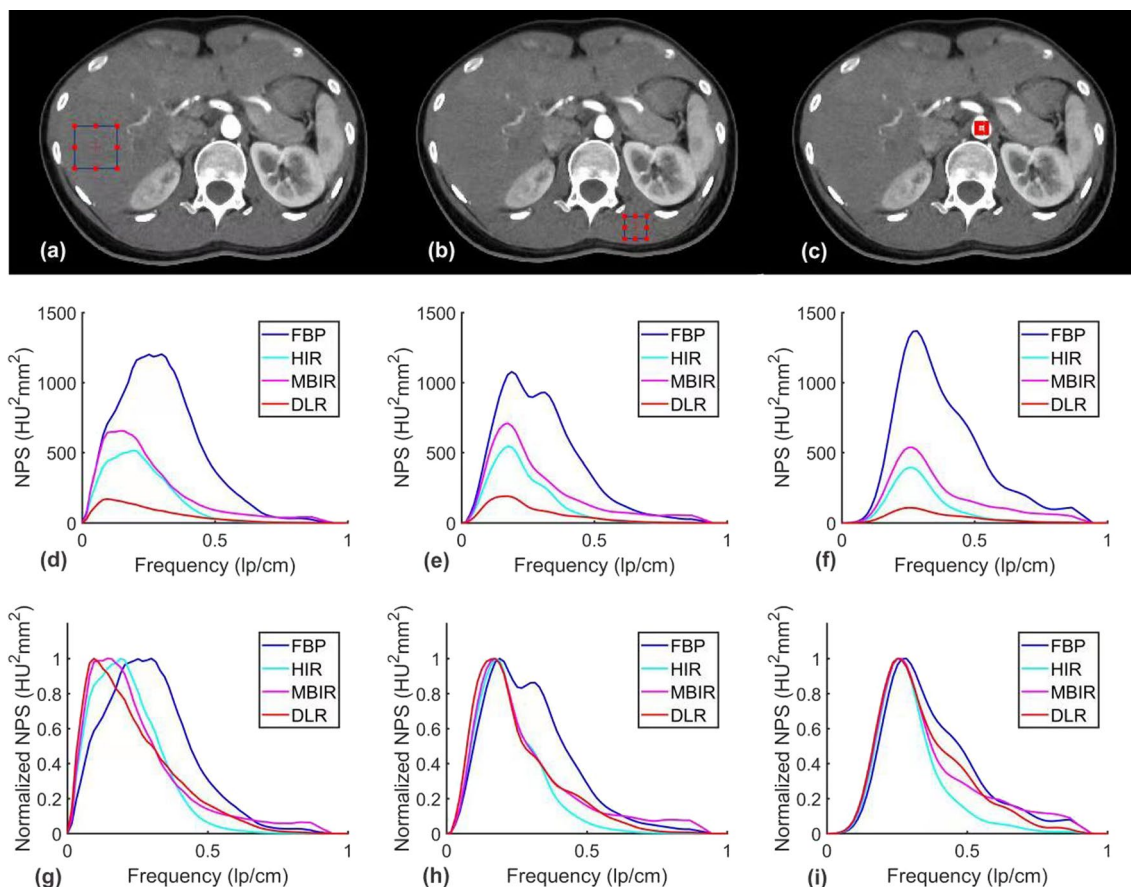 (a)
(b)
(c)
1500
1000
500
0
NPS (HU²mm²)
0
0.5
1
Frequency (lp/cm)
FBP
HIR
MBIR
DLR
(d)
1500
1000
500
0
NPS (HU²mm²)
0
0.5
1
Frequency (lp/cm)
FBP
HIR
MBIR
DLR
(e)
1500
1000
500
0
NPS (HU²mm²)
0
0.5
1
Frequency (lp/cm)
FBP
HIR
MBIR
DLR
(f)
1
0.8
0.6
0.4
0.2
0
Normalized NPS (HU²mm²)
0
0.5
1
Frequency (lp/cm)
FBP
HIR
MBIR
DLR
(g)
1
0.8
0.6
0.4
0.2
0
Normalized NPS (HU²mm²)
0
0.5
1
Frequency (lp/cm)
FBP
HIR
MBIR
DLR
(h)
1
0.8
0.6
0.4
0.2
0
Normalized NPS (HU²mm²)
0
0.5
1
Frequency (lp/cm)
FBP
HIR
MBIR
DLR
(i)